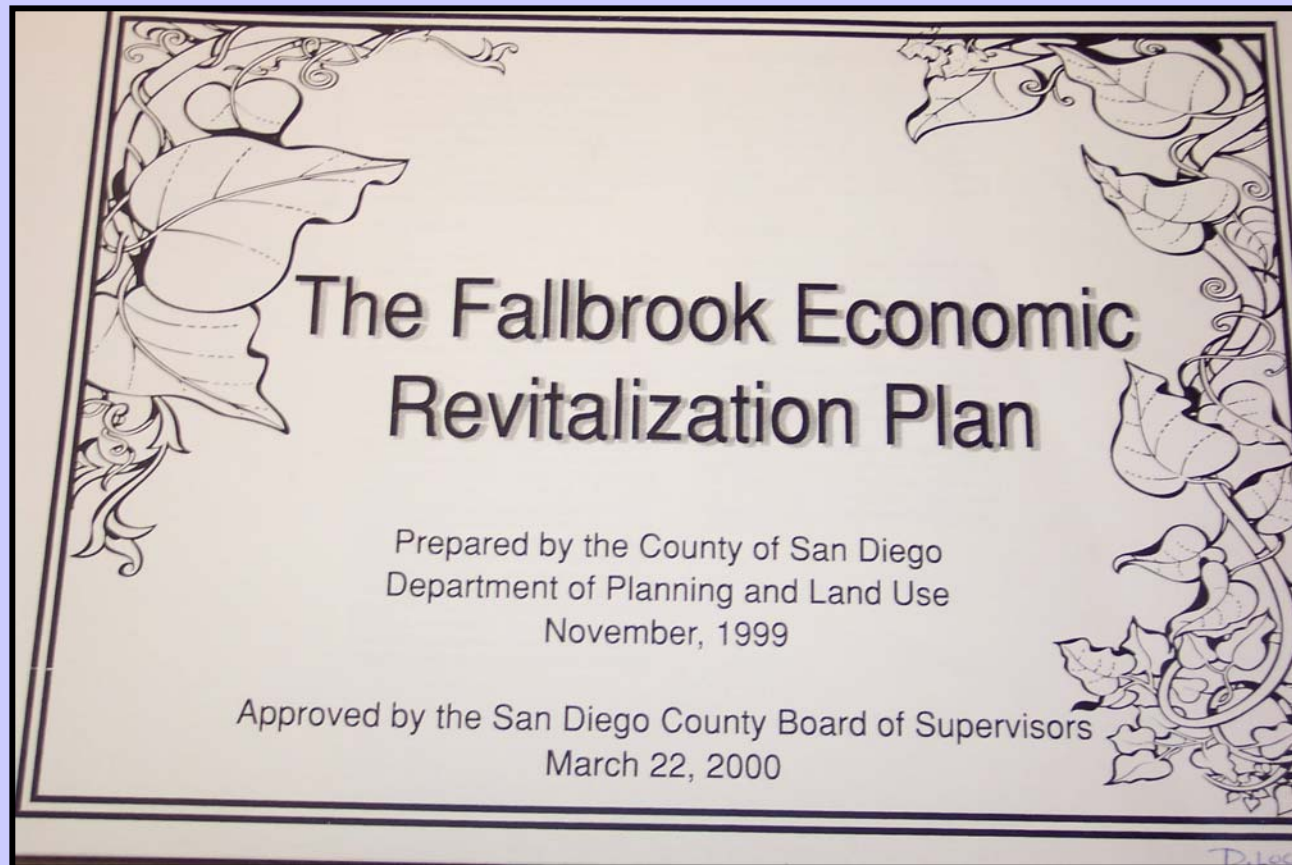 The Fallbrook Economic
Revitalization Plan
Prepared by the County of San Diego
Department of Planning and Land Use
November, 1999
Approved by the San Diego County Board of Supervisors
March 22, 2000